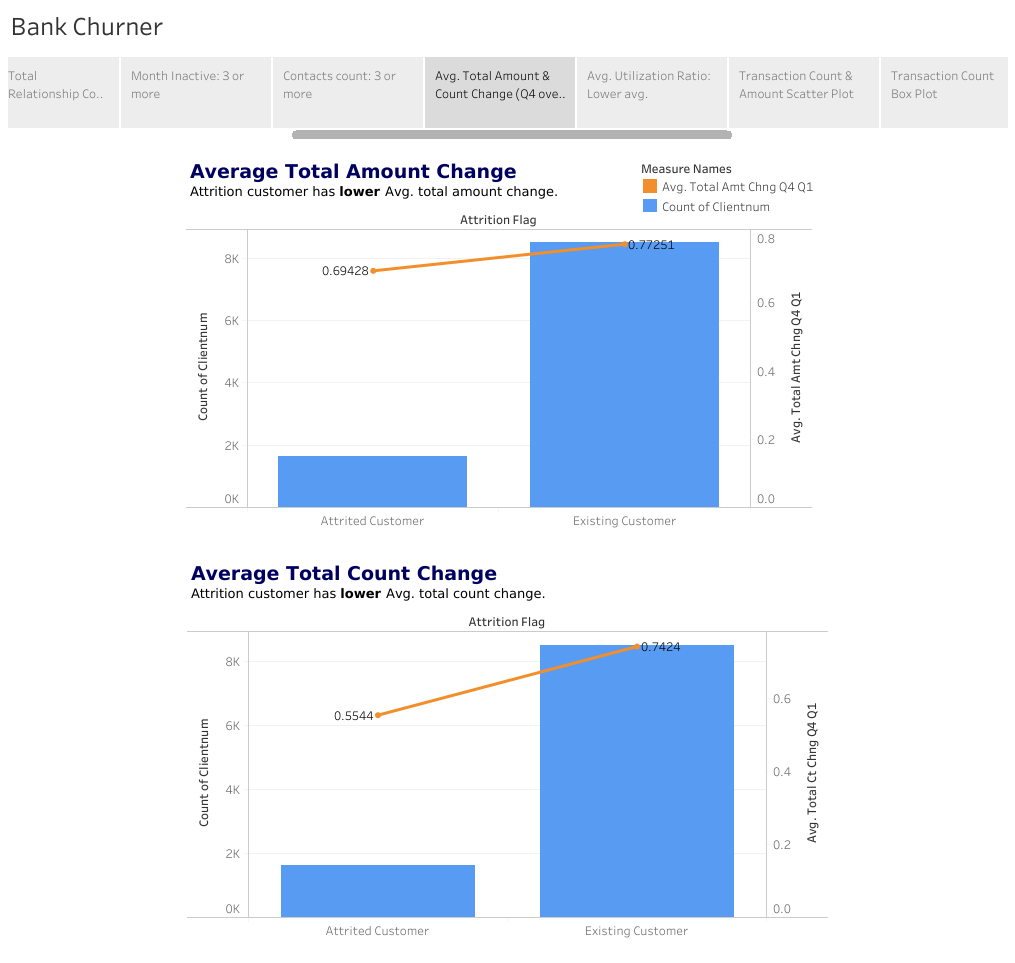 Bank Churner
Total
Relationship Co..
Month Inactive: 3 or
more
Contacts count: 3 or
more
Avg. Total Amount &
Count Change (Q4 ove..
Avg. Utilization Ratio:
Lower avg.
Transaction Count &
Amount Scatter Plot
Transaction Count
Box Plot
Average Total Amount Change
Attrition customer has lower Avg. total amount change.
Measure Names
Avg. Total Amt Chng Q4 Q1
Count of Clientnum
Attrition Flag
8K
6K
4K
2K
0K
Count of Clientnum
0.69428
0.77251
0.8
0.6
0.4
0.2
0.0
Avg. Total Amt Chng Q4 Q1
Attrited Customer
Existing Customer
Average Total Count Change
Attrition customer has lower Avg. total count change.
Attrition Flag
8K
6K
4K
2K
0K
Count of Clientnum
0.5544
0.7424
0.6
0.4
0.2
0.0
Avg. Total Ct Chng Q4 Q1
Attrited Customer
Existing Customer